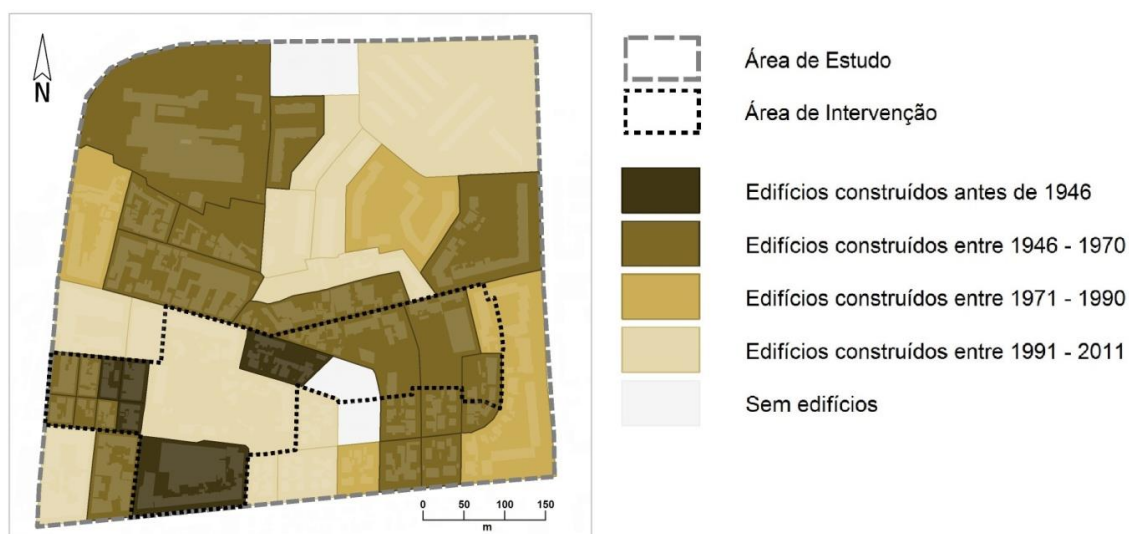 N
Área de Estudo
Área de Intervenção
Edifícios construídos antes de 1946
Edifícios construídos entre 1946 - 1970
Edifícios construídos entre 1971 - 1990
Edifícios construídos entre 1991 - 2011
Sem edifícios
0 50 100 150
m